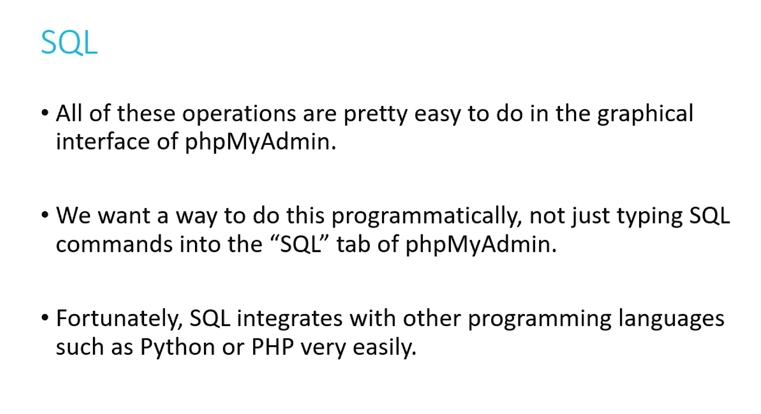 SQL
• All of these operations are pretty easy to do in the graphical
interface of phpMyAdmin.
• We want a way to do this programmatically, not just typing SQL
commands into the “SQL” tab of phpMyAdmin.
• Fortunately, SQL integrates with other programming languages
such as Python or PHP very easily.